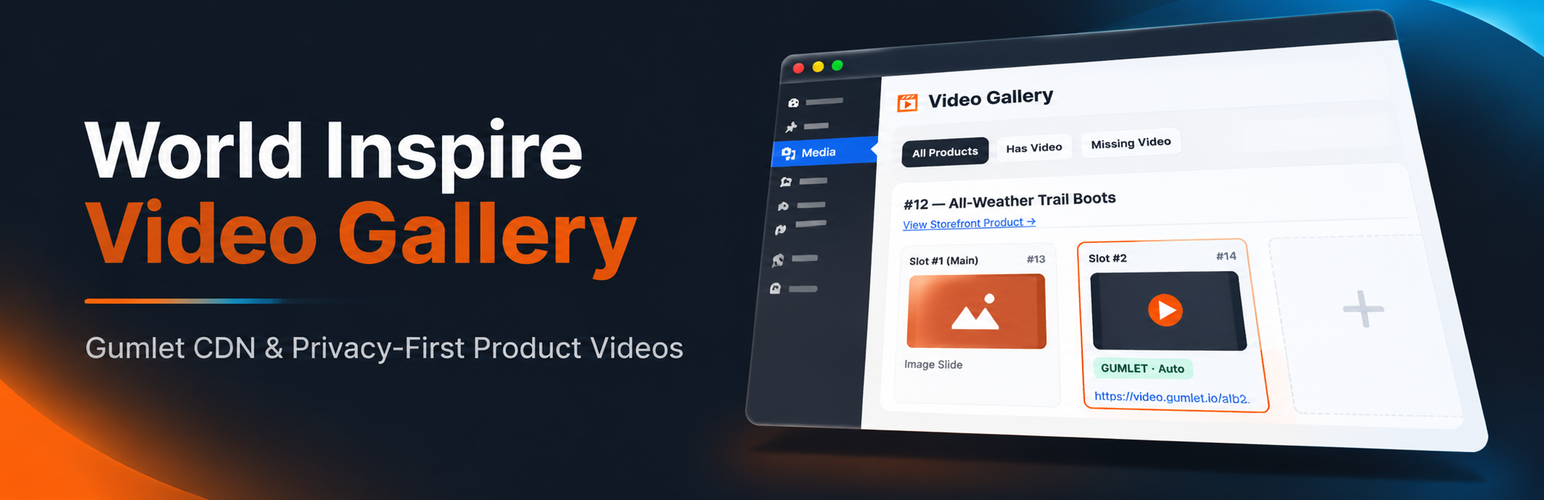 World Inspire
Video Gallery
Gumlet CDN & Privacy-First Product Videos
Media
Video Gallery
All Products
Has Video
Missing Video
#12 — All-Weather Trail Boots
View Storefront Product →
Slot #1 (Main) #13
Image Slide
Slot #2 #14
GUMLET · Auto
https://video.gumlet.io/a1b2.